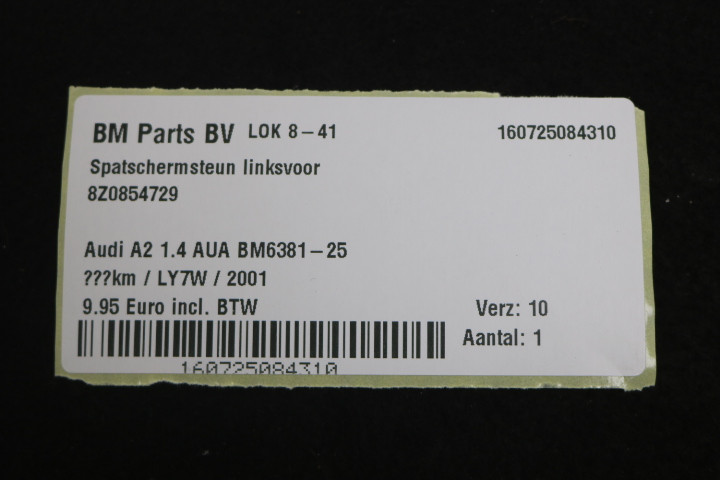 BM Parts BV LOK 8-41 160725084310
Spatschermsteun linksvoor
8Z0854729
Audi A2 1.4 AUA BM6381-25
???km / LY7W / 2001
9.95 Euro incl. BTW Verz: 10
Aantal: 1
160725084310